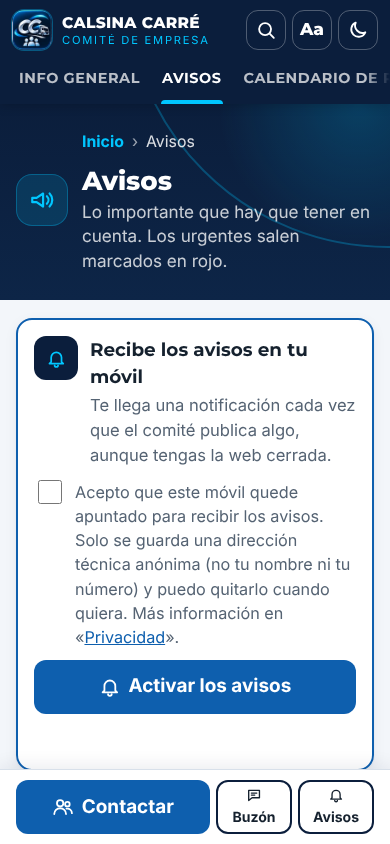 CALSINA CARRÉ
COMITÉ DE EMPRESA
Aa
INFO GENERAL AVISOS CALENDARIO DE
Inicio › Avisos
Avisos
Lo importante que hay que tener en
cuenta. Los urgentes salen
marcados en rojo.
Recibe los avisos en tu
móvil
Te llega una notificación cada vez
que el comité publica algo,
aunque tengas la web cerrada.
Acepto que este móvil quede
apuntado para recibir los avisos.
Solo se guarda una dirección
técnica anónima (no tu nombre ni tu
número) y puedo quitarlo cuando
quiera. Más información en
«Privacidad».
Activar los avisos
Contactar
Buzón
Avisos